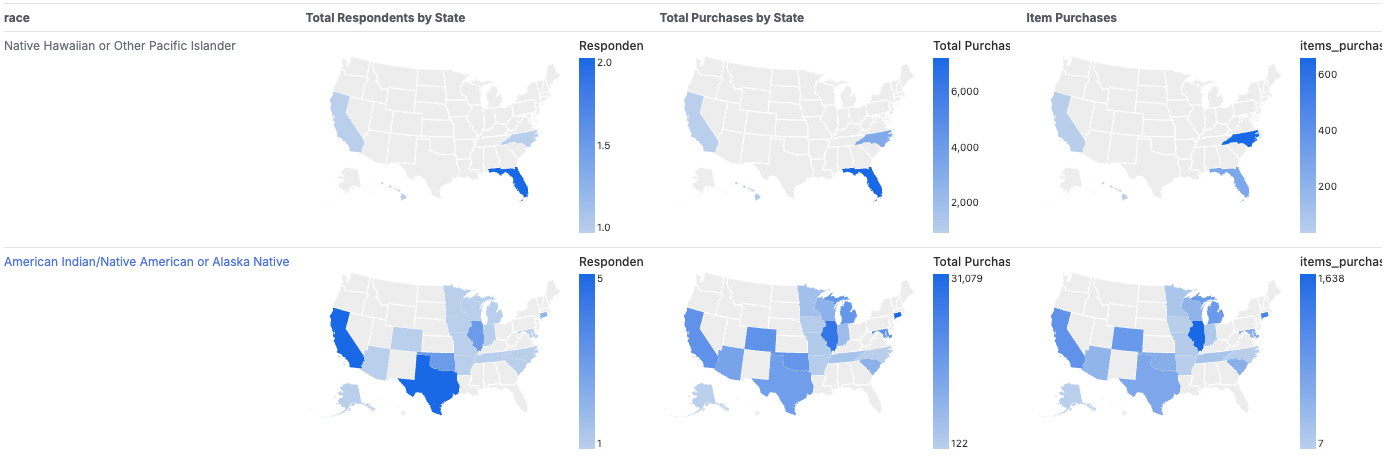 race
Total Respondents by State
Total Purchases by State
Item Purchases
Native Hawaiian or Other Pacific Islander
Responden
2.0
1.5
1.0
Total Purchas
6,000
4,000
2,000
items_purchas
600
400
200
American Indian/Native American or Alaska Native
Responden
5
1
Total Purchas
31,079
122
items_purchas
1,638
7